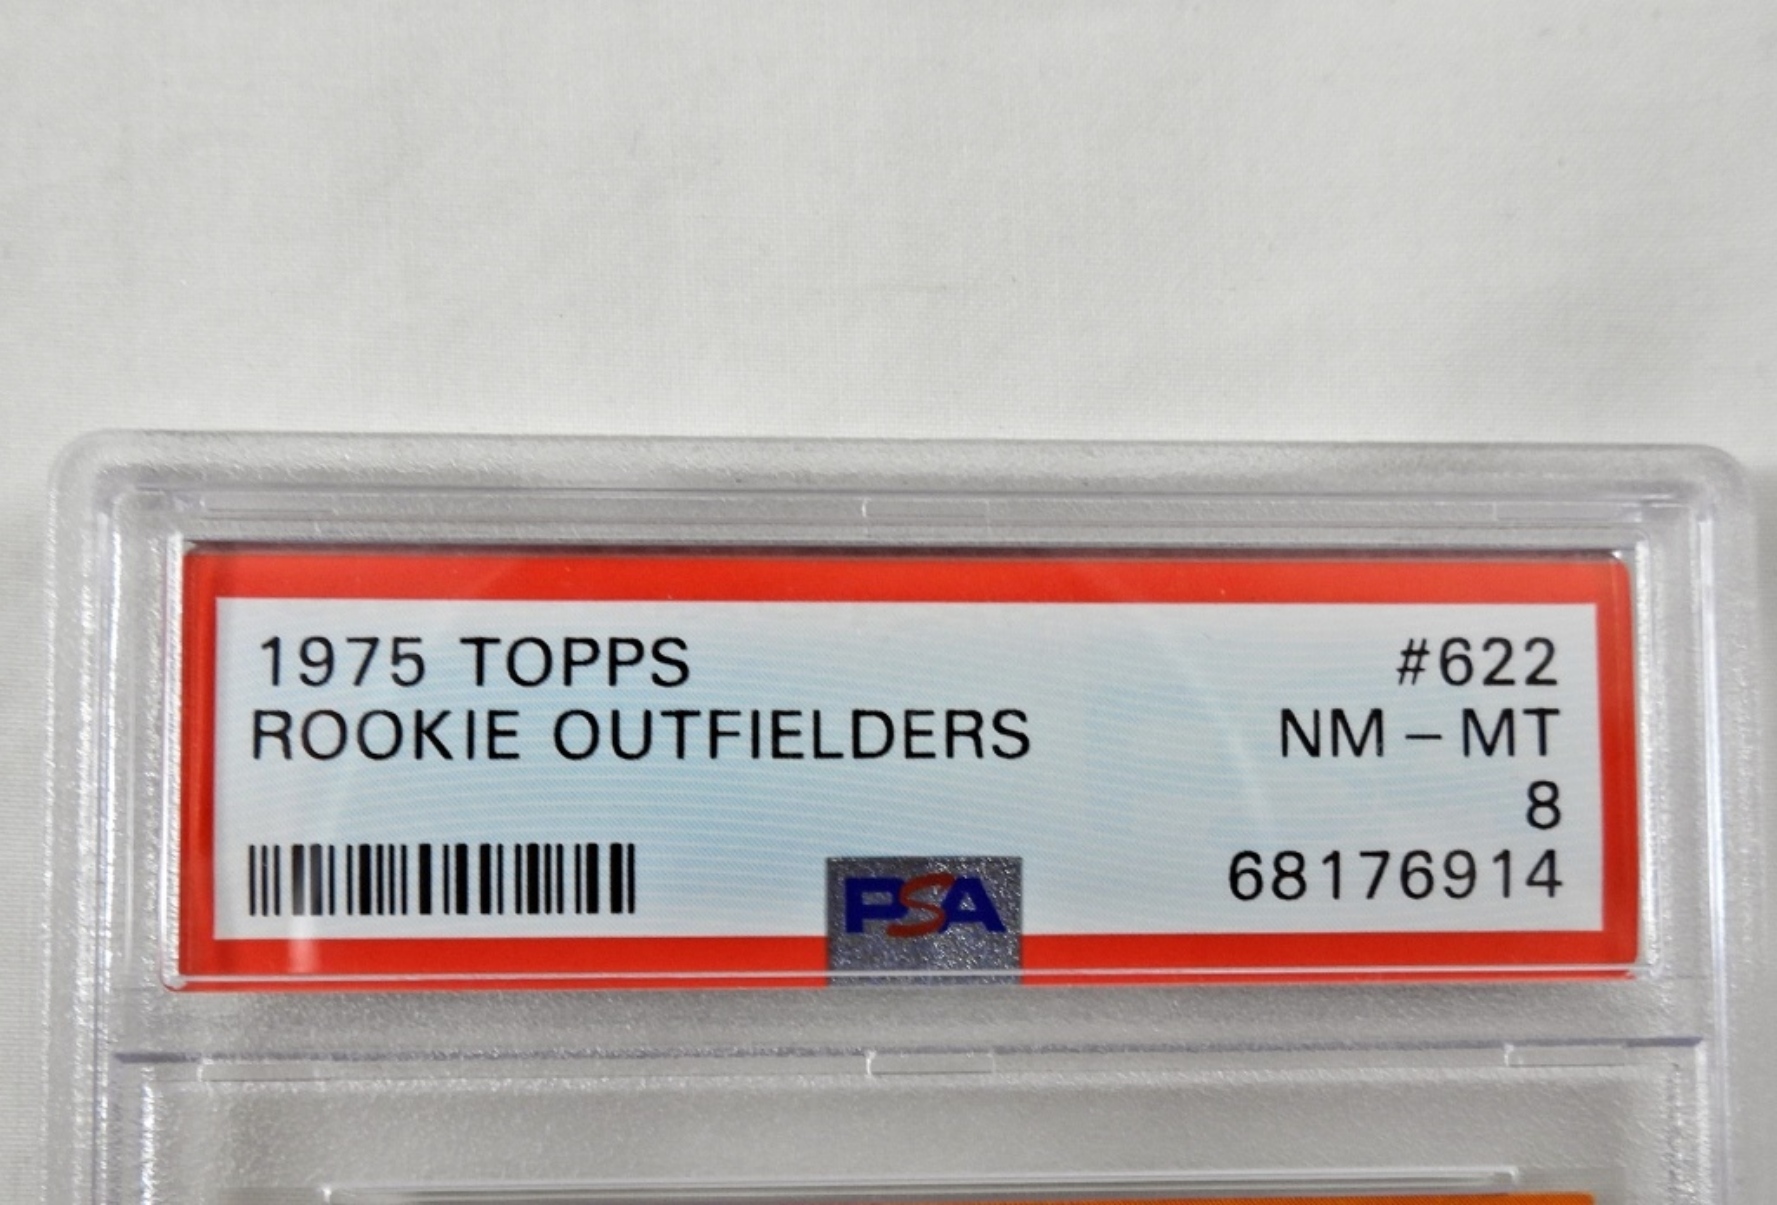 1975 TOPPS #622
ROOKIE OUTFIELDERS NM - MT
8
PSA 68176914